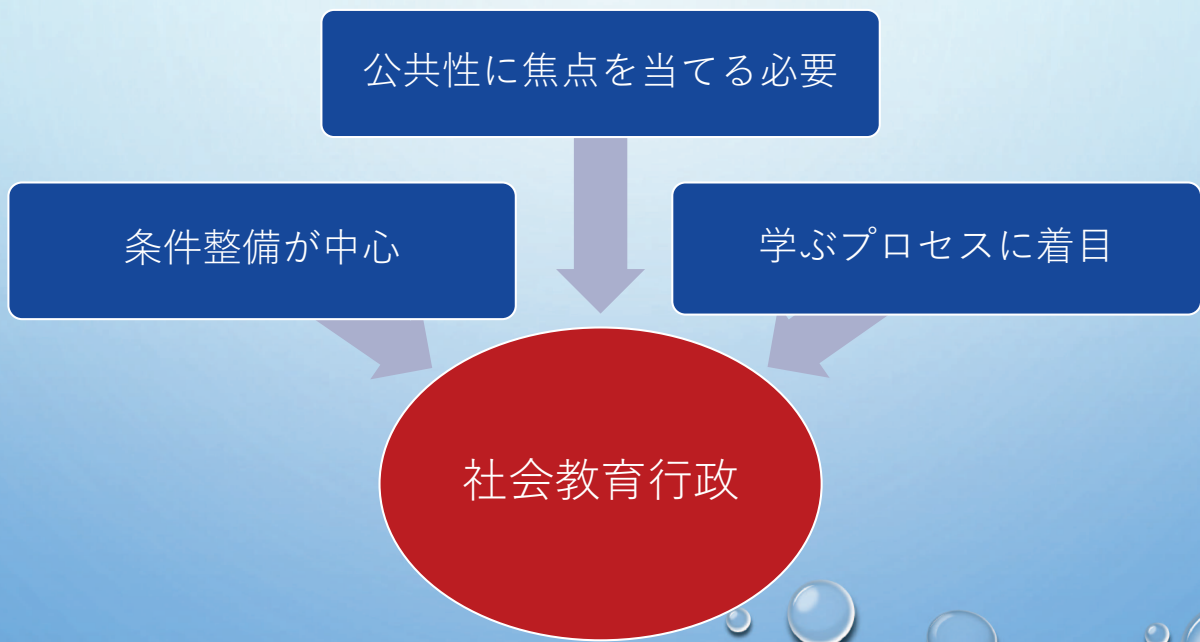 公共性に焦点を当てる必要
条件整備が中心
学ぶプロセスに着目
社会教育行政